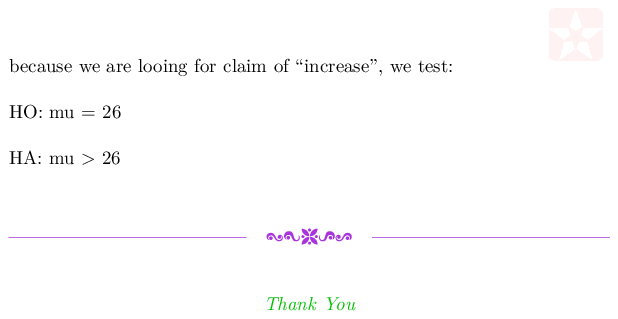 because we are looing for claim of “increase”, we test:
HO: mu = 26
HA: mu > 26
Thank You